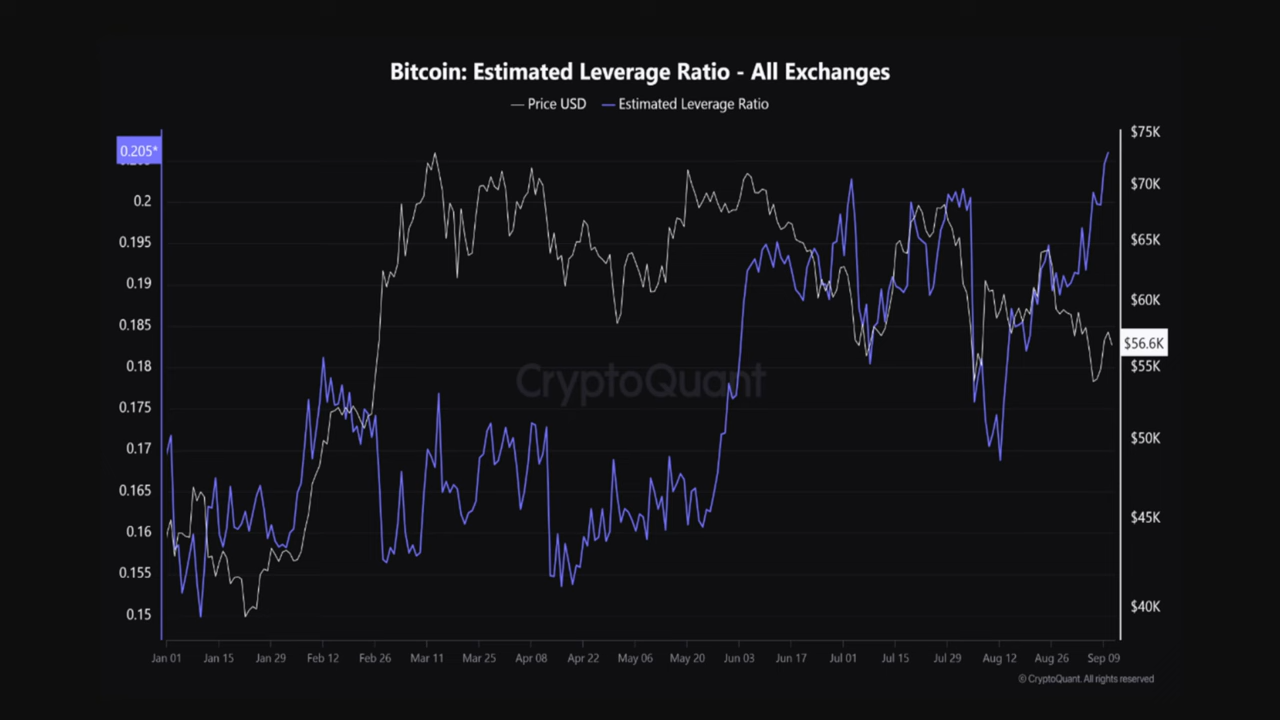 Bitcoin: Estimated Leverage Ratio - All Exchanges
Price USD Estimated Leverage Ratio
0.205*
0.2
0.195
0.19
0.185
0.18
0.175
0.17
0.165
0.16
0.155
0.15
$75K
$70K
$65K
$60K
$56.6K
$55K
$50K
$45K
$40K
CryptoQuant
Jan 01 Jan 15 Jan 29 Feb 12 Feb 26 Mar 11 Mar 25 Apr 08 Apr 22 May 06 May 20 Jun 03 Jun 17 Jul 01 Jul 15 Jul 29 Aug 12 Aug 26 Sep 09
© CryptoQuant. All rights reserved